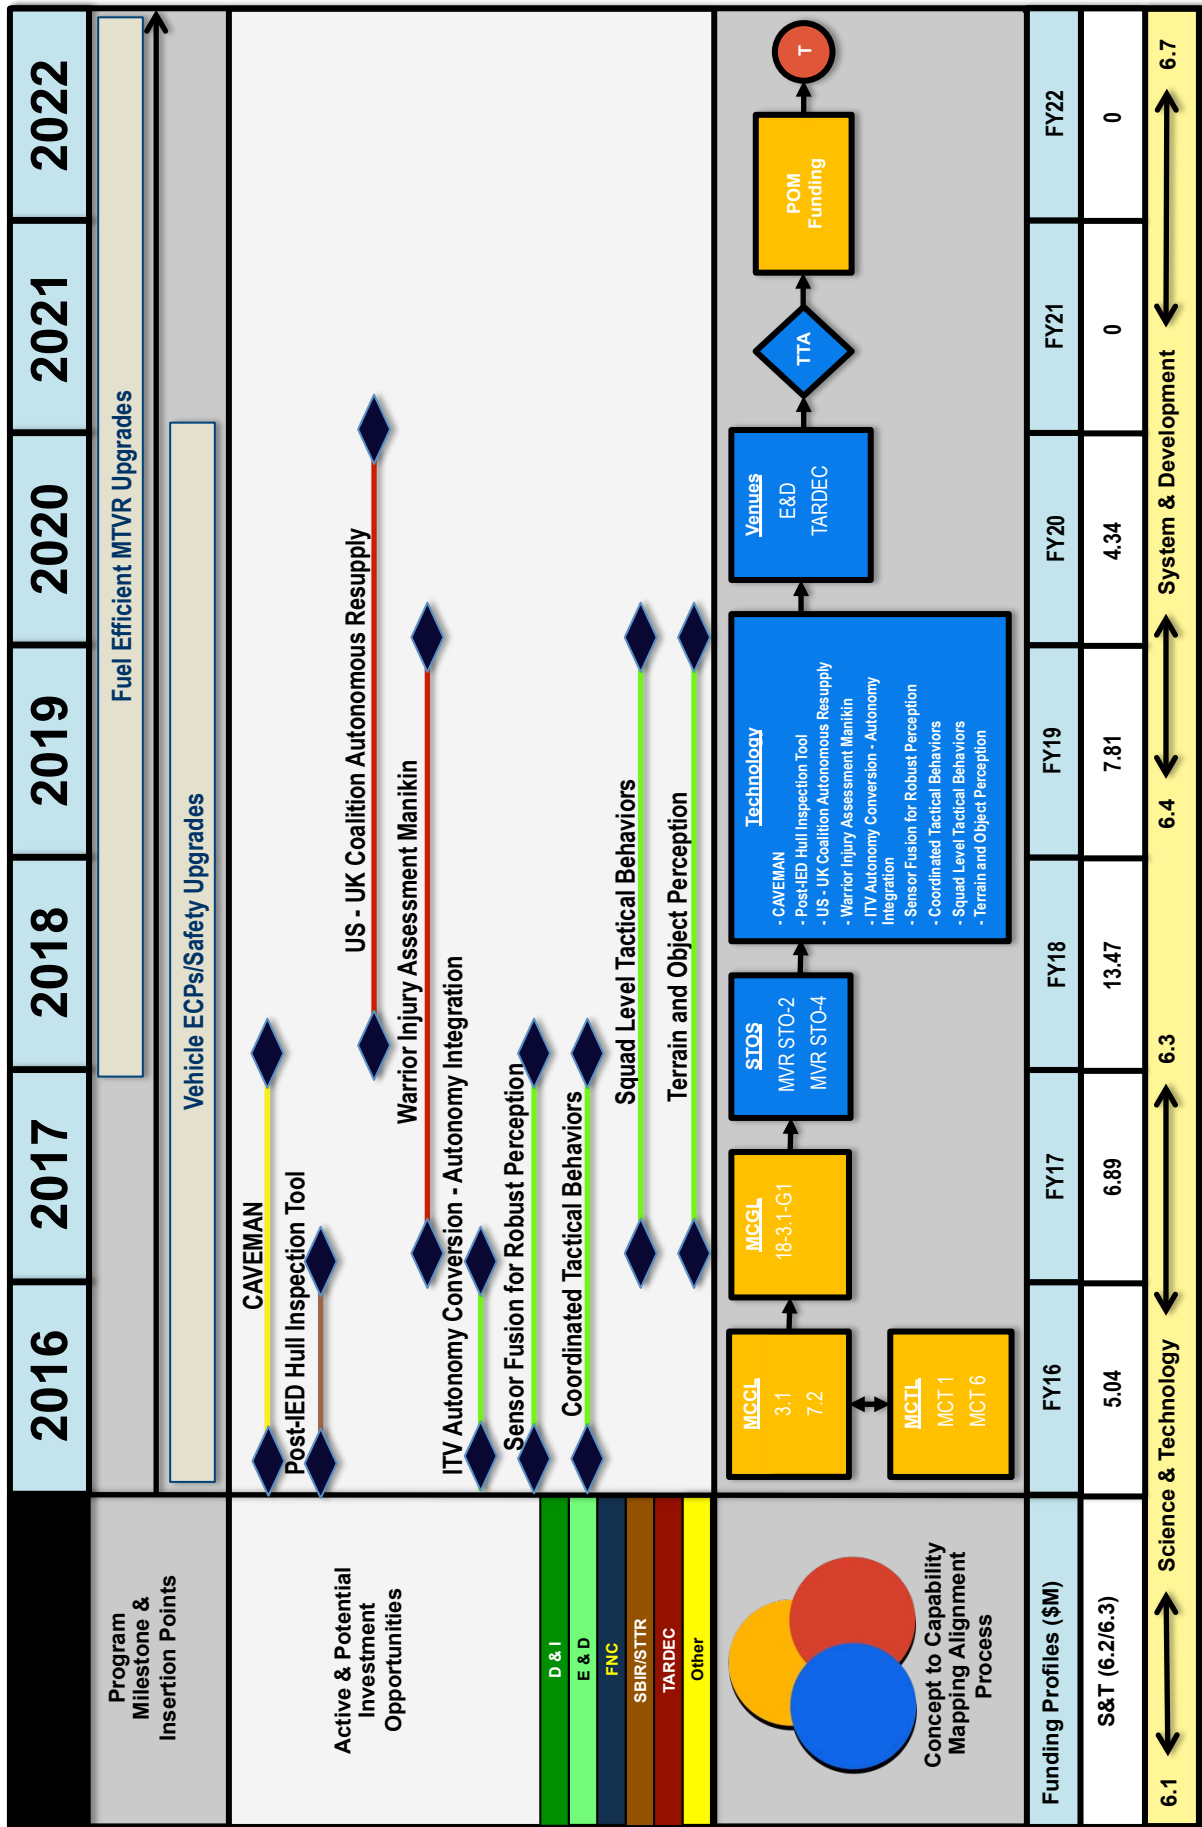 2016
2017
2018
2019
2020
2021
2022
Program
Milestone &
Insertion Points
Fuel Efficient MTVR Upgrades
Vehicle ECPs/Safety Upgrades
Active & Potential
Investment
Opportunities
D & I
E & D
FNC
SBIR/STTR
TARDEC
Other
CAVEMAN
Post-IED Hull Inspection Tool
US - UK Coalition Autonomous Resupply
Warrior Injury Assessment Manikin
ITV Autonomy Conversion - Autonomy Integration
Sensor Fusion for Robust Perception
Coordinated Tactical Behaviors
Squad Level Tactical Behaviors
Terrain and Object Perception
Concept to Capability
Mapping Alignment
Process
MCCL
3.1
7.2
MCTL
MCT 1
MCT 6
MCGL
18-3.1-G1
STOS
MVR STO-2
MVR STO-4
Technology
- CAVEMAN
- Post-IED Hull Inspection Tool
- US - UK Coalition Autonomous Resupply
- Warrior Injury Assessment Manikin
- ITV Autonomy Conversion - Autonomy
Integration
- Sensor Fusion for Robust Perception
- Coordinated Tactical Behaviors
- Squad Level Tactical Behaviors
- Terrain and Object Perception
Venues
E&D
TARDEC
TTA
POM
Funding
T
Funding Profiles ($M)
FY16
FY17
FY18
FY19
FY20
FY21
FY22
S&T (6.2/6.3)
5.04
6.89
13.47
7.81
4.34
0
0
6.1
Science & Technology
6.3
6.4
System & Development
6.7